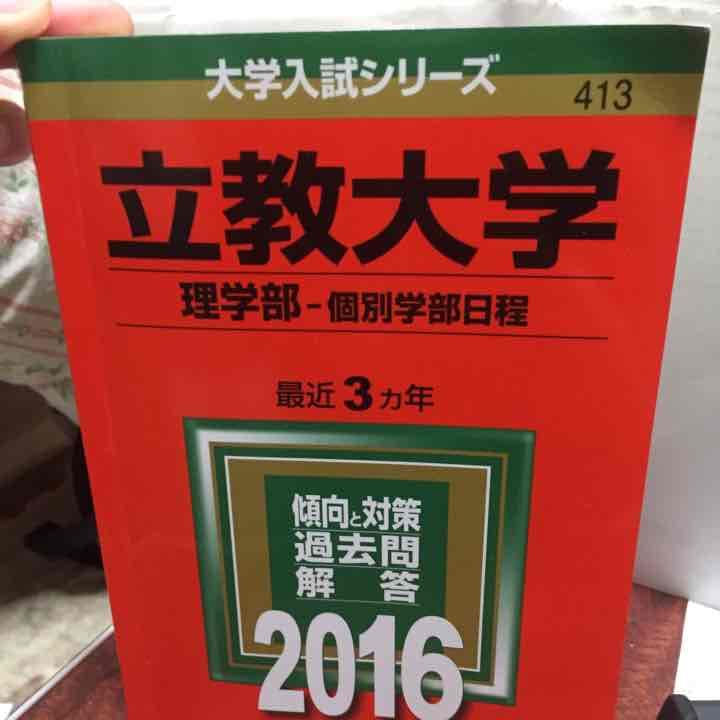 大学入試シリーズ
413
立教大学
理学部-個別学部日程
最近3カ年
傾向と対策
過去問
解答
2016